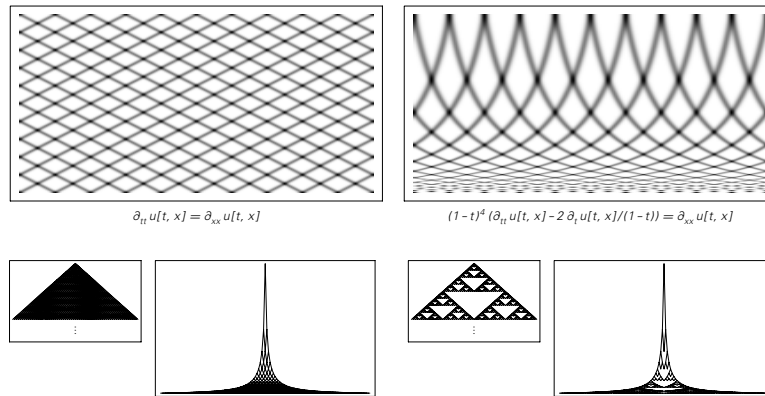 ∂tt u[t, x] = ∂xx u[t, x]
(1 - t)^4 (∂tt u[t, x] - 2 ∂t u[t, x]/(1 - t)) = ∂xx u[t, x]
⋮
⋮